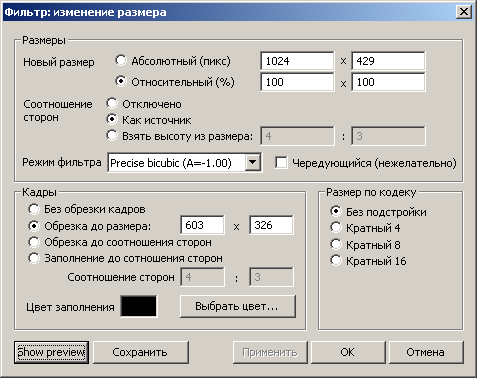 Фильтр: изменение размера
Размеры
Новый размер Абсолютный (пикс) 1024 x 429
Относительный (%) 100 x 100
Соотношение сторон
Отключено
Как источник
Взять высоту из размера: 4 : 3
Режим фильтра Precise bicubic (A=-1.00) Чередующийся (нежелательно)
Кадры
Без обрезки кадров
Обрезка до размера: 603 x 326
Обрезка до соотношения сторон
Заполнение до сотношения сторон
Соотношение сторон 4 : 3
Цвет заполнения Выбрать цвет...
Размер по кодеку
Без подстройки
Кратный 4
Кратный 8
Кратный 16
Show preview Сохранить Применить OK Отмена